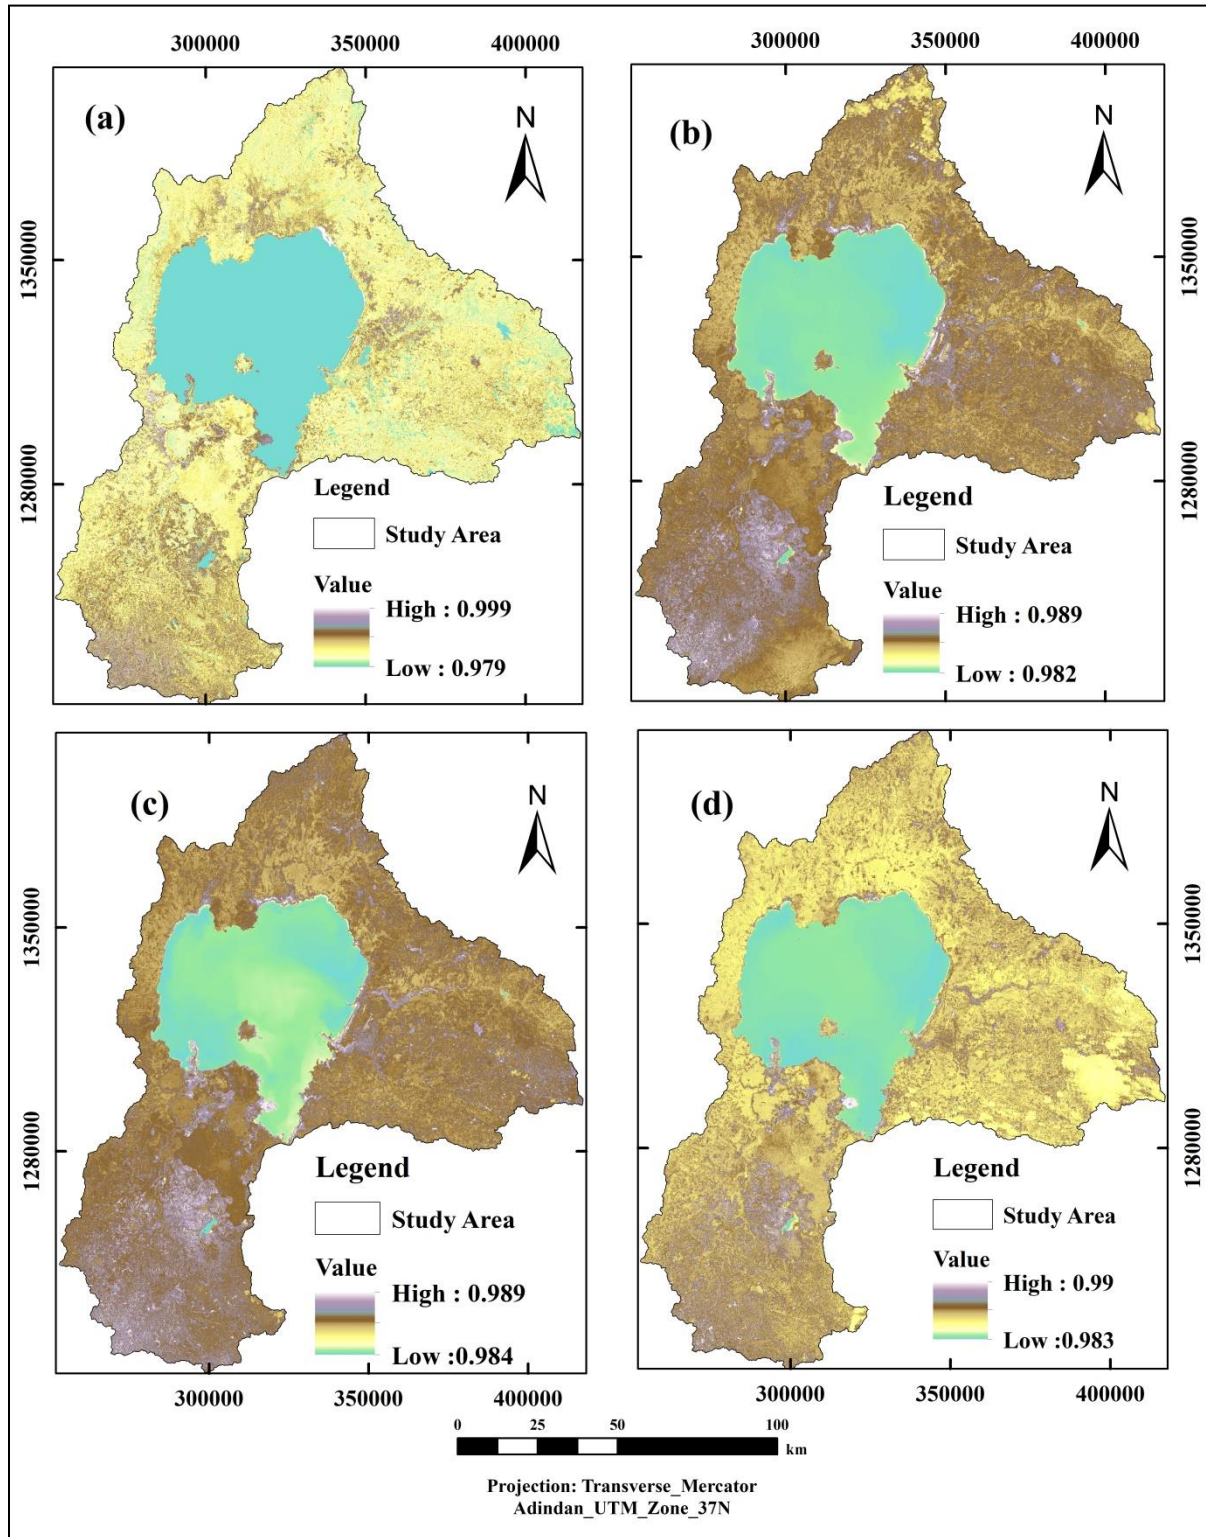 300000 350000 400000
300000 350000 400000
(a)
N
(b)
N
1350000
1350000
1280000
1280000
Legend
Study Area
Value
High : 0.999
Low : 0.979
Legend
Study Area
Value
High : 0.989
Low : 0.982
(c)
N
(d)
N
1350000
1350000
1280000
1280000
Legend
Study Area
Value
High : 0.989
Low :0.984
Legend
Study Area
Value
High : 0.99
Low : 0.983
300000 350000 400000
300000 350000 400000
0 25 50 100
km
Projection: Transverse_Mercator
Adindan_UTM_Zone_37N